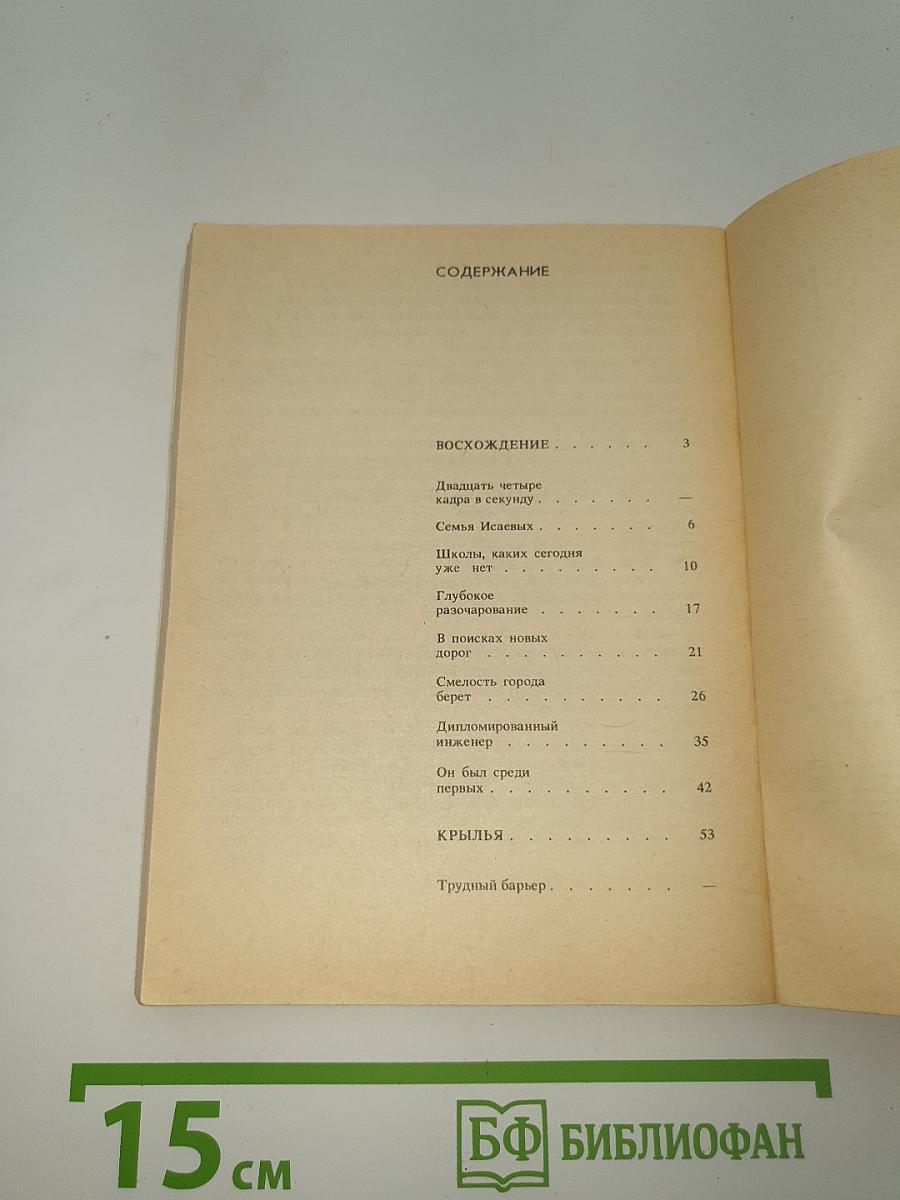 СОДЕРЖАНИЕ
ВОСХОЖДЕНИЕ . . . . . . 3
Двадцать четыре
кадра в секунду . . . . . . . —
Семья Исаевых . . . . . . . 6
Школы, каких сегодня
уже нет . . . . . . . . . 10
Глубокое
разочарование . . . . . . . 17
В поисках новых
дорог . . . . . . . . . . 21
Смелость города
берет . . . . . . . . . . 26
Дипломированный
инженер . . . . . . . . . 35
Он был среди
первых . . . . . . . . . . 42
КРЫЛЬЯ . . . . . . . . . 53
Трудный барьер . . . . . . . —
15 см
БФ БИБЛИОФАН